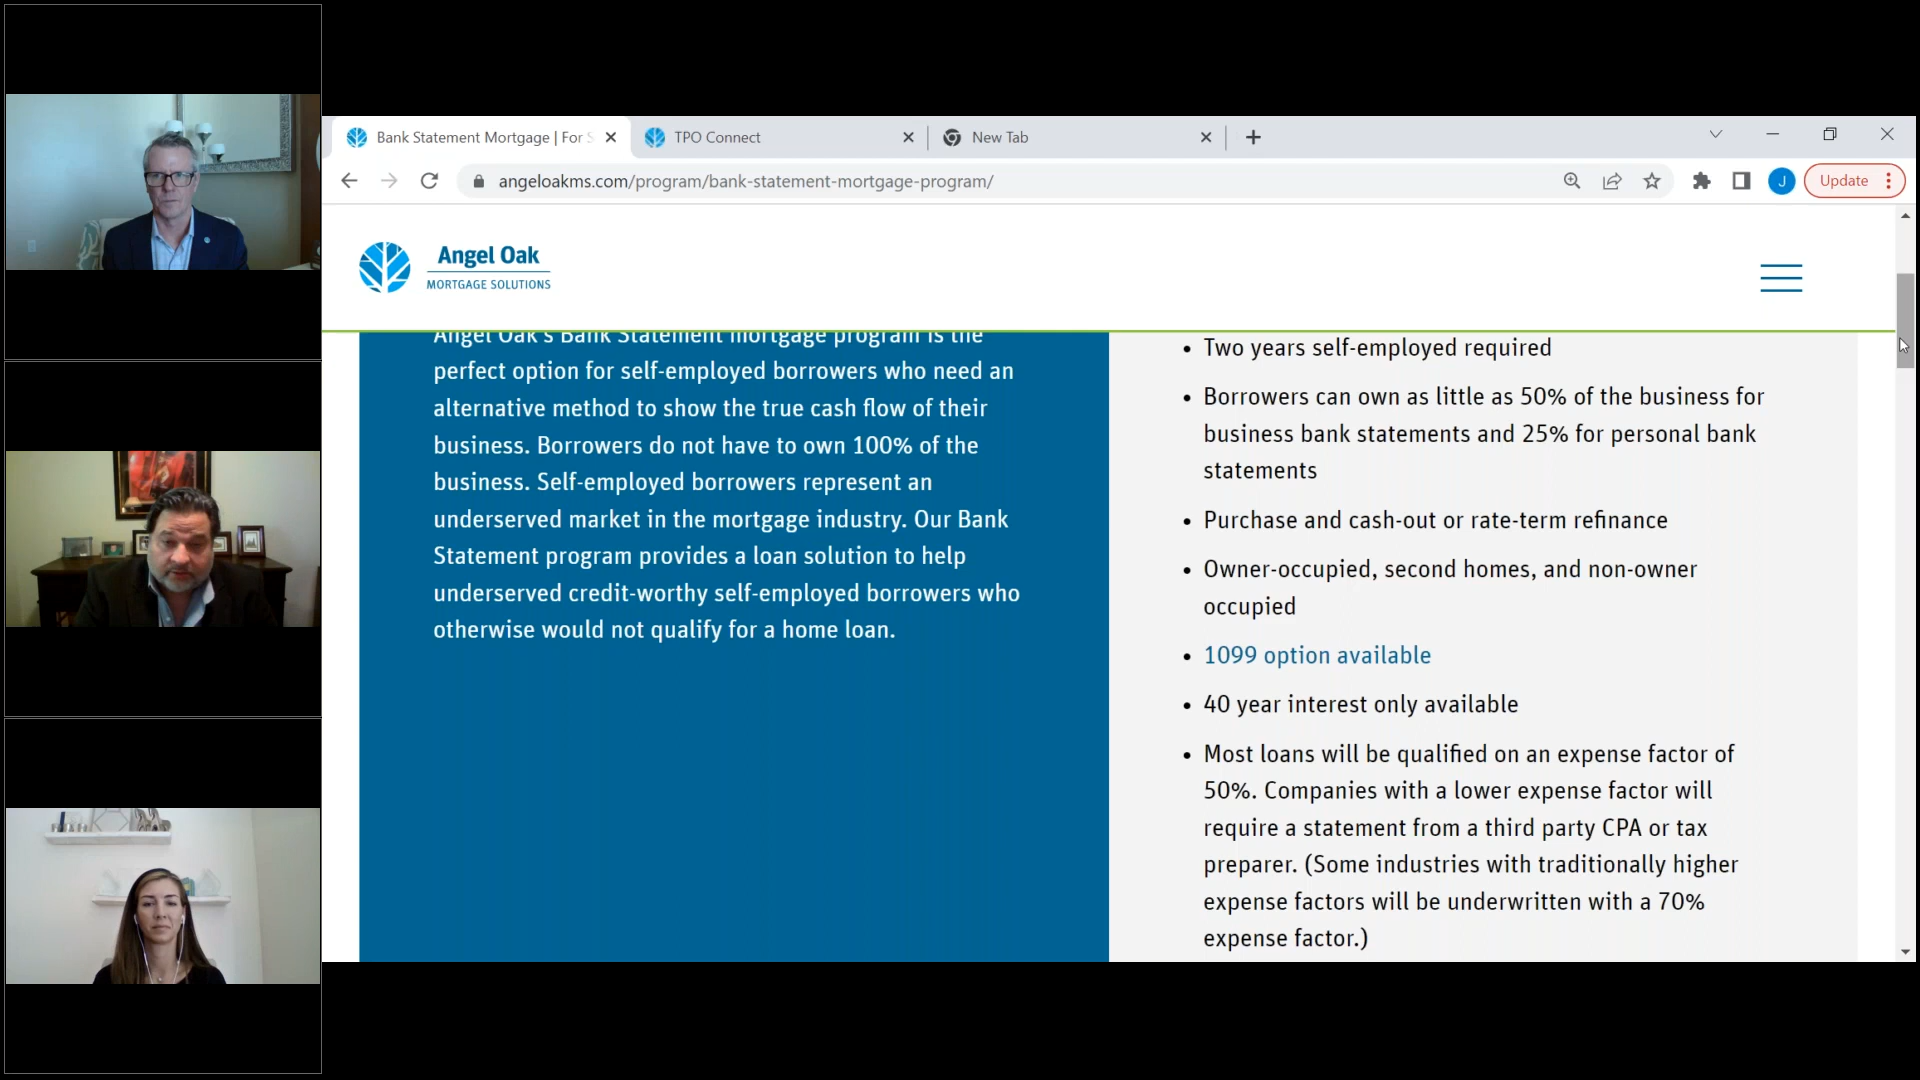 Bank Statement Mortgage | For S
TPO Connect
New Tab
angeloakms.com/program/bank-statement-mortgage-program/
J
Update
Angel Oak
MORTGAGE SOLUTIONS
Angel Oak's Bank Statement mortgage program is the
perfect option for self-employed borrowers who need an
alternative method to show the true cash flow of their
business. Borrowers do not have to own 100% of the
business. Self-employed borrowers represent an
underserved market in the mortgage industry. Our Bank
Statement program provides a loan solution to help
underserved credit-worthy self-employed borrowers who
otherwise would not qualify for a home loan.
• Two years self-employed required
• Borrowers can own as little as 50% of the business for
business bank statements and 25% for personal bank
statements
• Purchase and cash-out or rate-term refinance
• Owner-occupied, second homes, and non-owner
occupied
• 1099 option available
• 40 year interest only available
• Most loans will be qualified on an expense factor of
50%. Companies with a lower expense factor will
require a statement from a third party CPA or tax
preparer. (Some industries with traditionally higher
expense factors will be underwritten with a 70%
expense factor.)